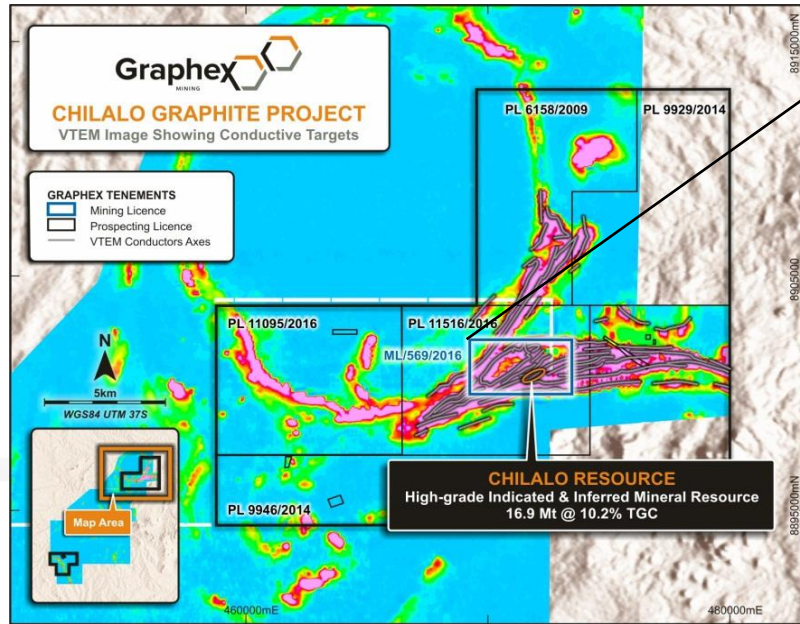 Graphex
MINING
CHILALO GRAPHITE PROJECT
VTEM Image Showing Conductive Targets
GRAPHEX TENEMENTS
Mining Licence
Prospecting Licence
VTEM Conductors Axes
PL 6158/2009
PL 9929/2014
8915000mN
8905000
PL 11095/2016
PL 11516/2016
ML/569/2016
N
5km
WGS84 UTM 37S
Map Area
PL 9946/2014
CHILALO RESOURCE
High-grade Indicated & Inferred Mineral Resource
16.9 Mt @ 10.2% TGC
8895000mN
460000mE
480000mE